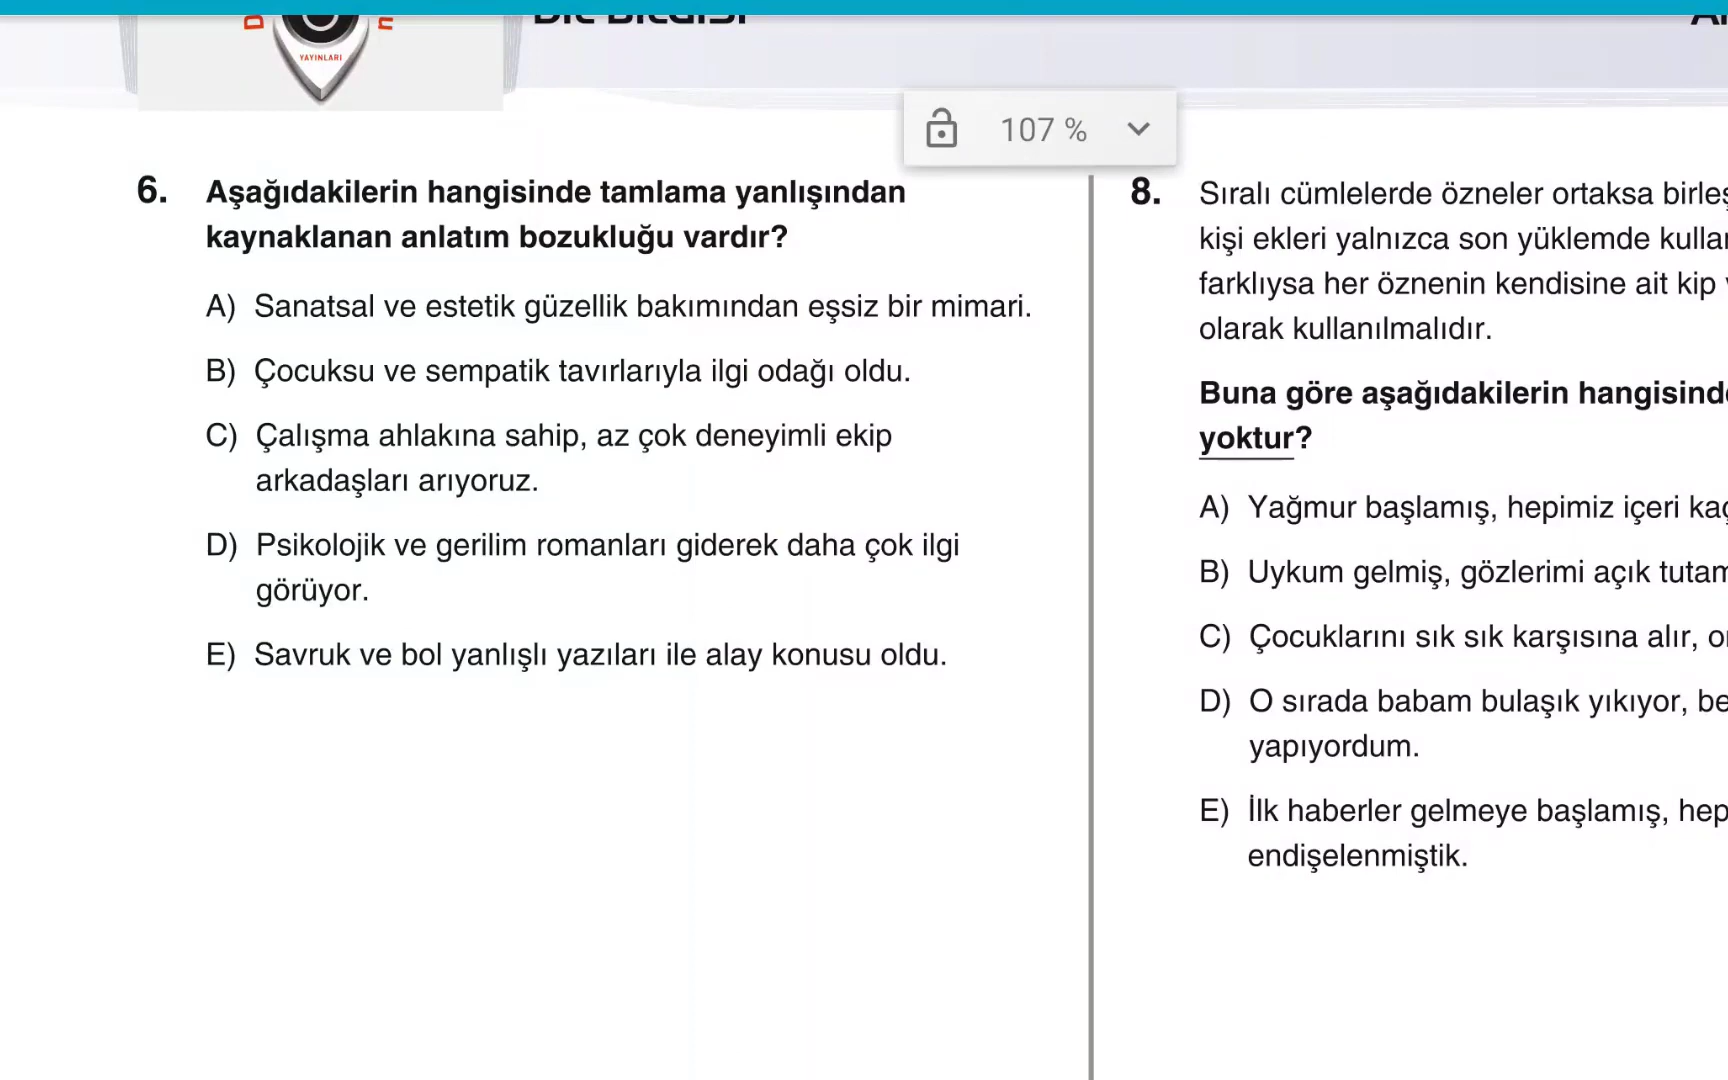 YAYINLARI
107 %
6. Aşağıdakilerin hangisinde tamlama yanlışından
kaynaklanan anlatım bozukluğu vardır?
A) Sanatsal ve estetik güzellik bakımından eşsiz bir mimari.
B) Çocuksu ve sempatik tavırlarıyla ilgi odağı oldu.
C) Çalışma ahlakına sahip, az çok deneyimli ekip
arkadaşları arıyoruz.
D) Psikolojik ve gerilim romanları giderek daha çok ilgi
görüyor.
E) Savruk ve bol yanlışlı yazıları ile alay konusu oldu.
8. Sıralı cümlelerde özneler ortaksa
kişi ekleri yalnızca son yüklemde
farklıysa her öznenin kendisine ait kip
olarak kullanılmalıdır.
Buna göre aşağıdakilerin
yoktur?
A) Yağmur başlamış, hepimiz içeri
B) Uykum gelmiş, gözlerimi açık
C) Çocuklarını sık sık karşısına alır,
D) O sırada babam bulaşık yıkıyor,
yapıyordum.
E) İlk haberler gelmeye başlamış,
endişelenmiştik.